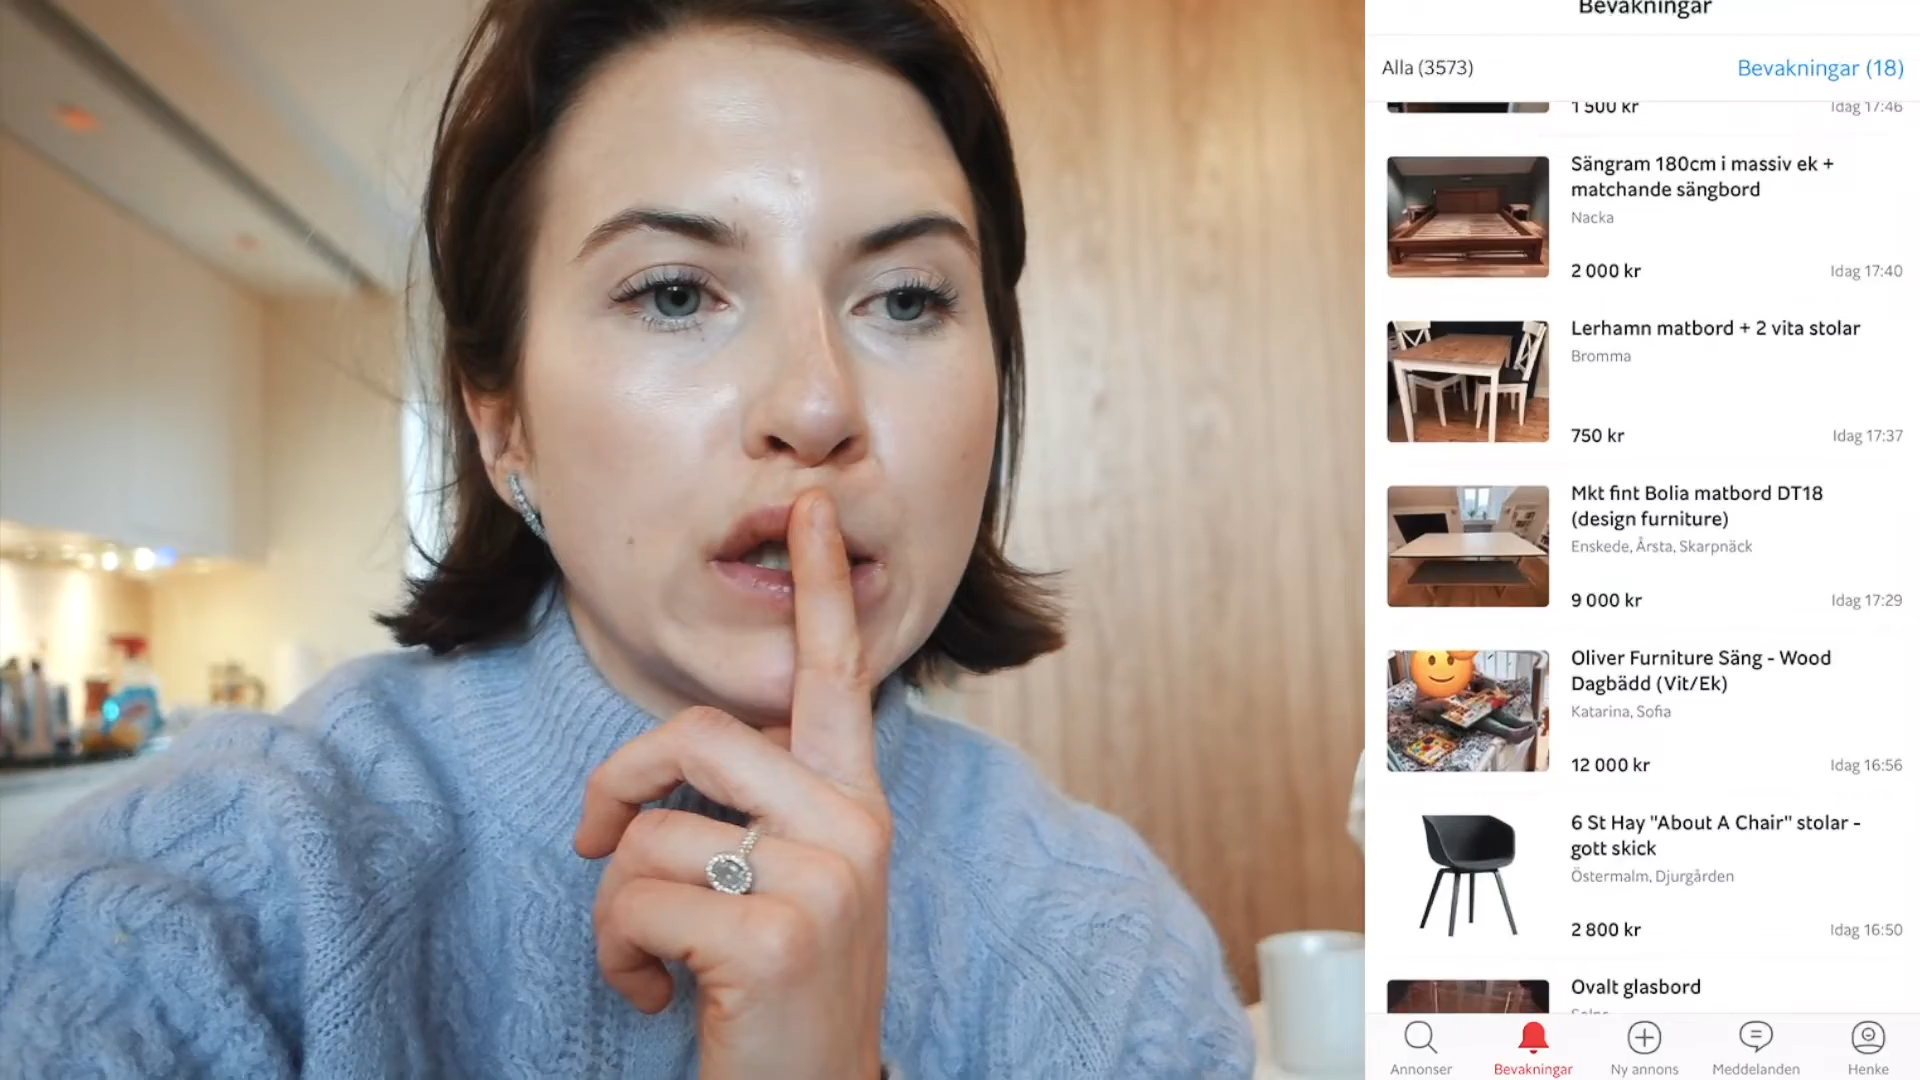 Bevakningar
Alla (3573)
Bevakningar (18)
1 500 kr
Idag 17:46
Sängram 180cm i massiv ek +
matchande sängbord
Nacka
2 000 kr
Idag 17:40
Lerhamn matbord + 2 vita stolar
Bromma
750 kr
Idag 17:37
Mkt fint Bolia matbord DT18
(design furniture)
Enskede, Årsta, Skarpnäck
9 000 kr
Idag 17:29
Oliver Furniture Säng - Wood
Dagbädd (Vit/Ek)
Katarina, Sofia
12 000 kr
Idag 16:56
6 St Hay "About A Chair" stolar -
gott skick
Östermalm, Djurgården
2 800 kr
Idag 16:50
Ovalt glasbord
Annonser
Bevakningar
Ny annons
Meddelanden
Henke